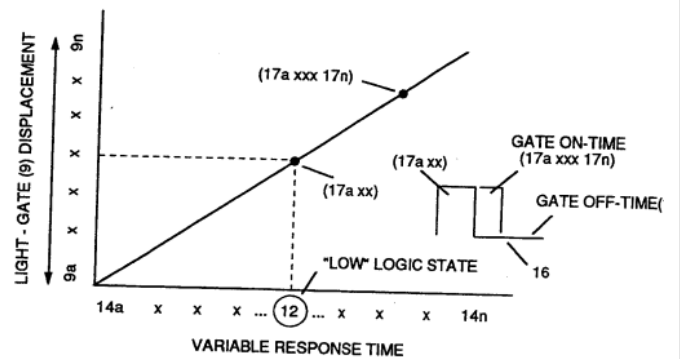 LIGHT - GATE (9) DISPLACEMENT
9n
x
x
x
x
x
9a
(17a xxx 17n)
(17a xx)
(17a xx)
GATE ON-TIME
(17a xxx 17n)
GATE OFF-TIME(
16
"LOW" LOGIC STATE
14a x x x ... 12 ... x x x 14n
VARIABLE RESPONSE TIME